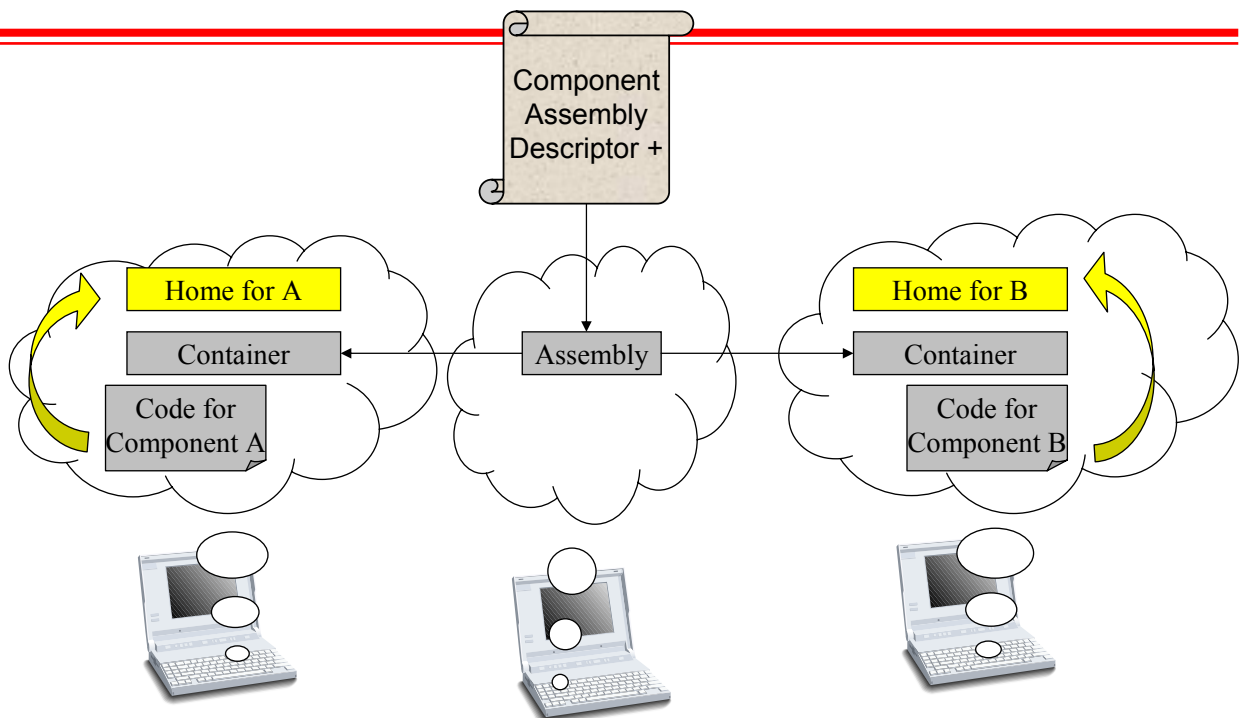 Component
Assembly
Descriptor +
Home for A
Container
Code for
Component A
Assembly
Home for B
Container
Code for
Component B